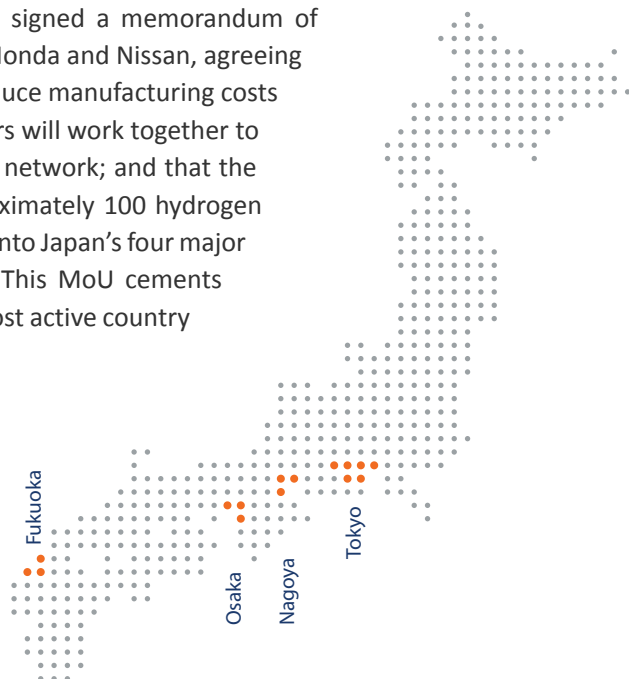 signed a memorandum of
Honda and Nissan, agreeing
uce manufacturing costs
rs will work together to
network; and that the
ximately 100 hydrogen
nto Japan's four major
This MoU cements
ost active country
Fukuoka
Osaka
Nagoya
Tokyo